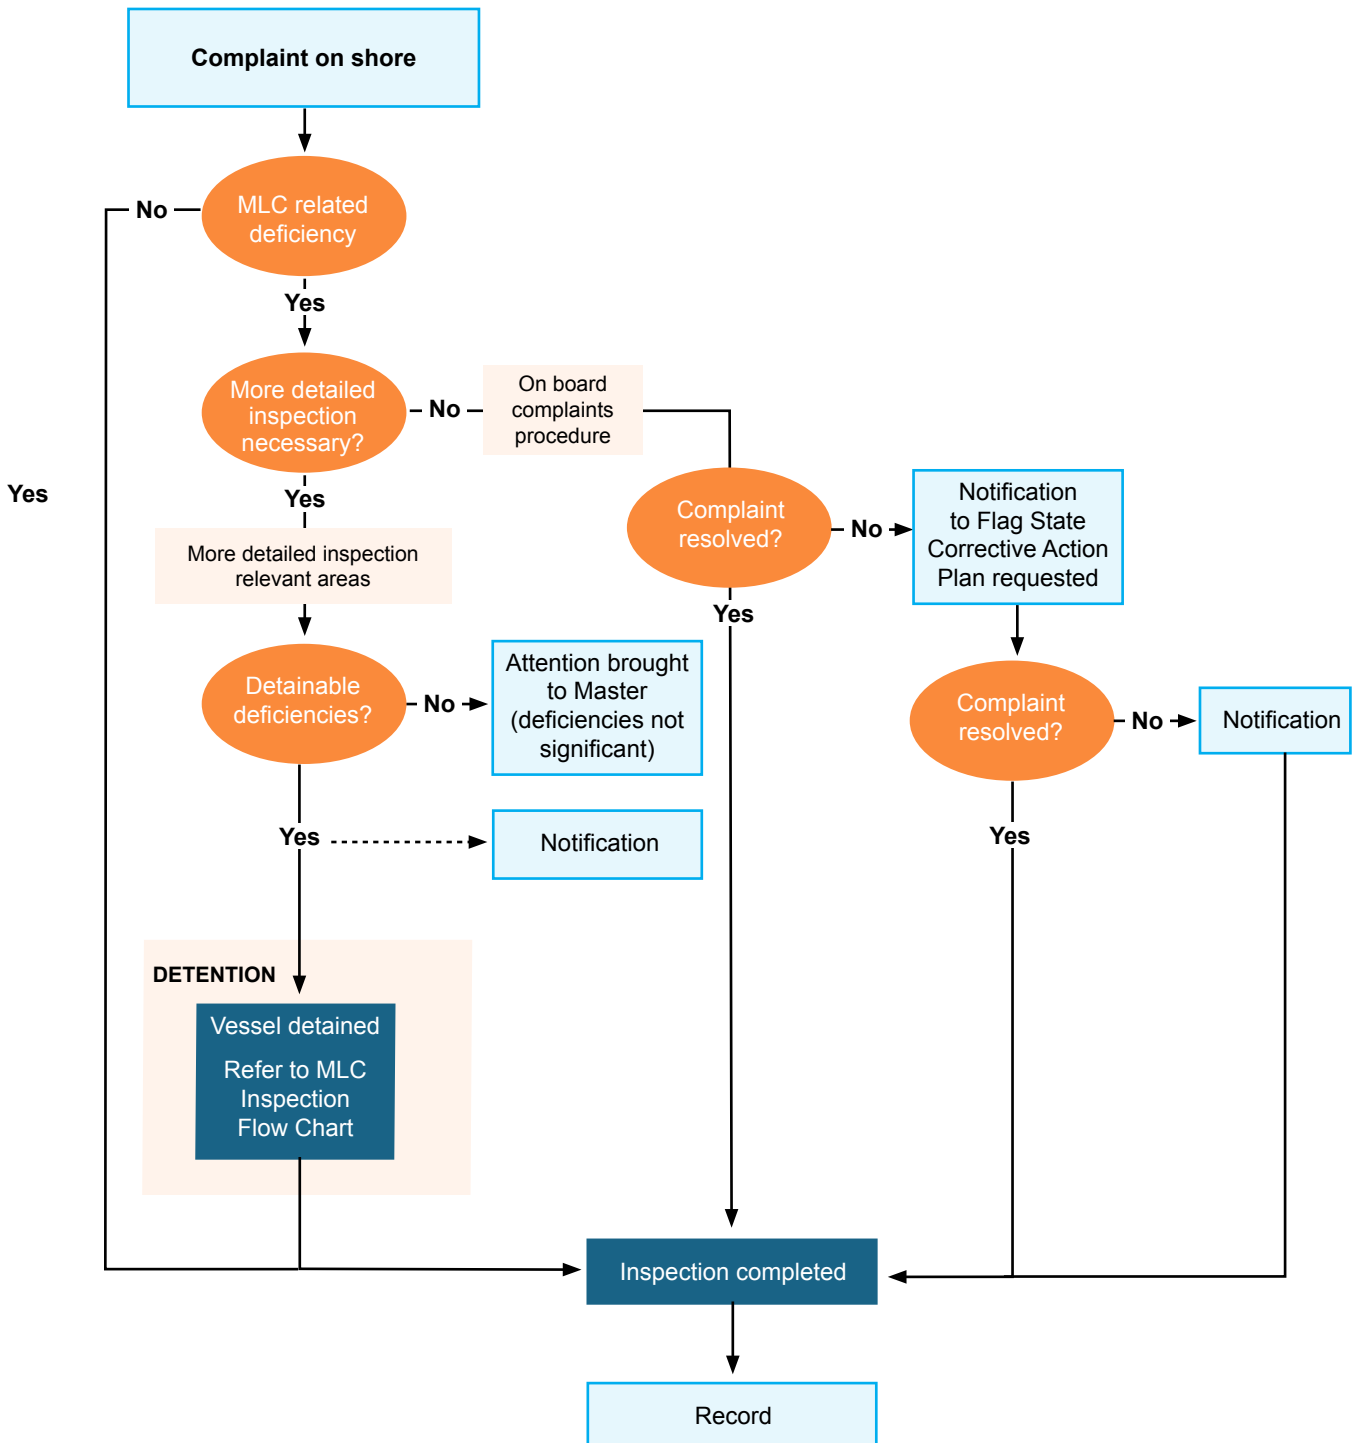 Complaint on shore
MLC related
deficiency
No
Yes
More detailed
inspection
necessary?
No
On board
complaints
procedure
Yes
Yes
More detailed inspection
relevant areas
Complaint
resolved?
No
Notification
to Flag State
Corrective Action
Plan requested
Yes
Detainable
deficiencies?
No
Attention brought
to Master
(deficiencies not
significant)
Complaint
resolved?
No
Notification
Yes
Notification
Yes
DETENTION
Vessel detained
Refer to MLC
Inspection
Flow Chart
Inspection completed
Record